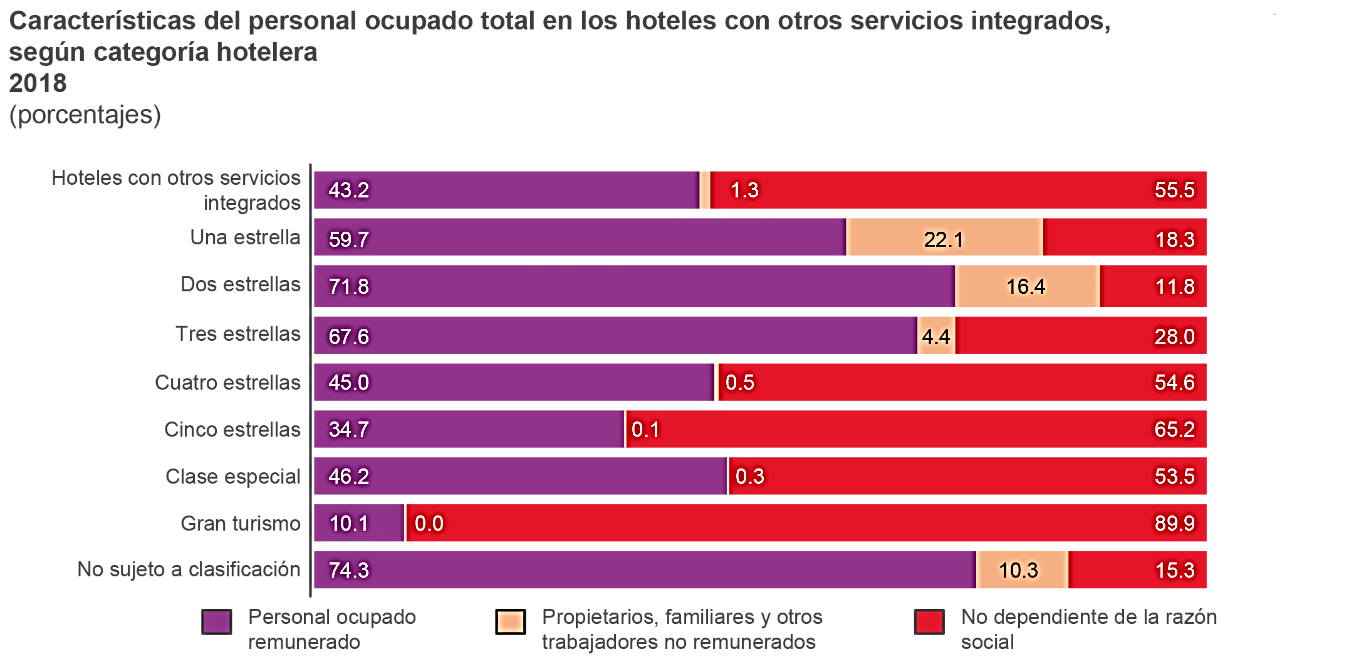 Características del personal ocupado total en los hoteles con otros servicios integrados,
según categoría hotelera
2018
(porcentajes)
Hoteles con otros servicios
integrados
43.2 1.3 55.5
Una estrella 59.7 22.1 18.3
Dos estrellas 71.8 16.4 11.8
Tres estrellas 67.6 4.4 28.0
Cuatro estrellas 45.0 0.5 54.6
Cinco estrellas 34.7 0.1 65.2
Clase especial 46.2 0.3 53.5
Gran turismo 10.1 0.0 89.9
No sujeto a clasificación 74.3 10.3 15.3
Personal ocupado
remunerado
Propietarios, familiares y otros
trabajadores no remunerados
No dependiente de la razón
social